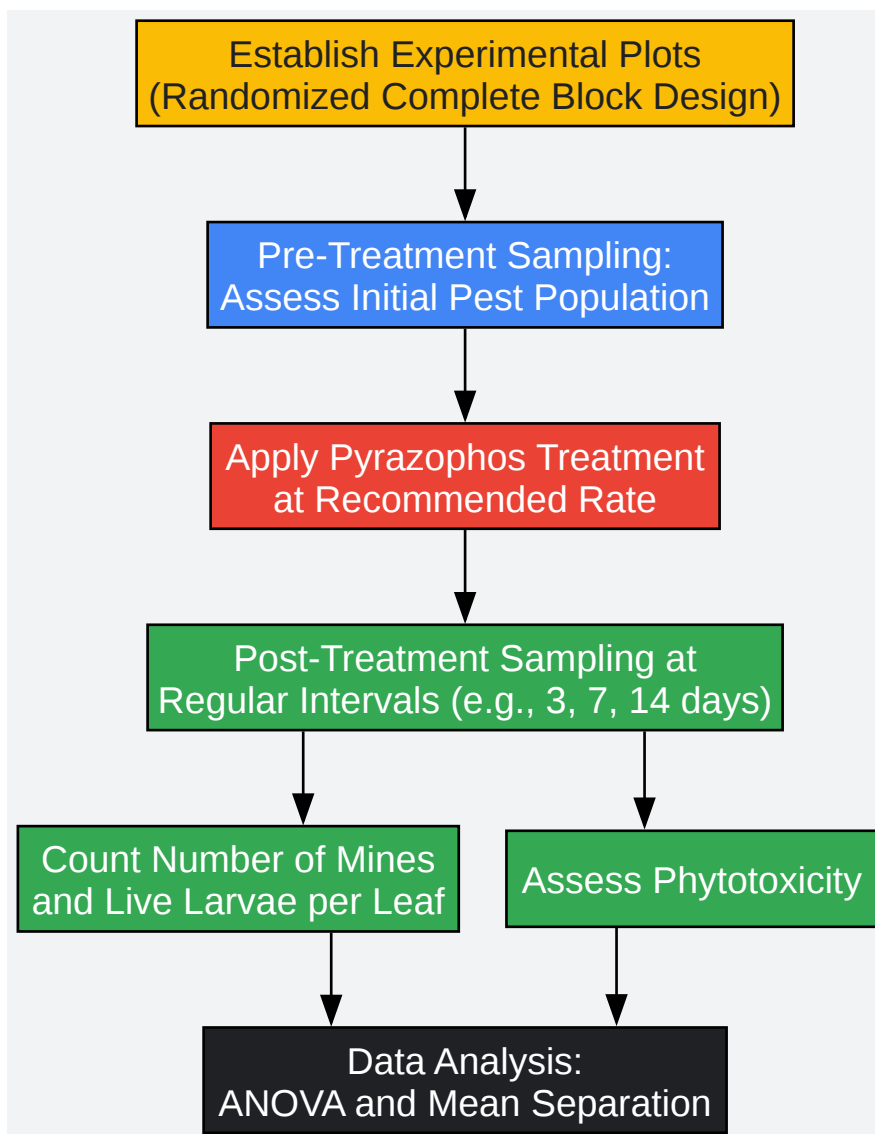 Establish Experimental Plots
(Randomized Complete Block Design)
Pre-Treatment Sampling:
Assess Initial Pest Population
Apply Pyrazophos Treatment
at Recommended Rate
Post-Treatment Sampling at
Regular Intervals (e.g., 3, 7, 14 days)
Count Number of Mines
and Live Larvae per Leaf
Assess Phytotoxicity
Data Analysis:
ANOVA and Mean Separation